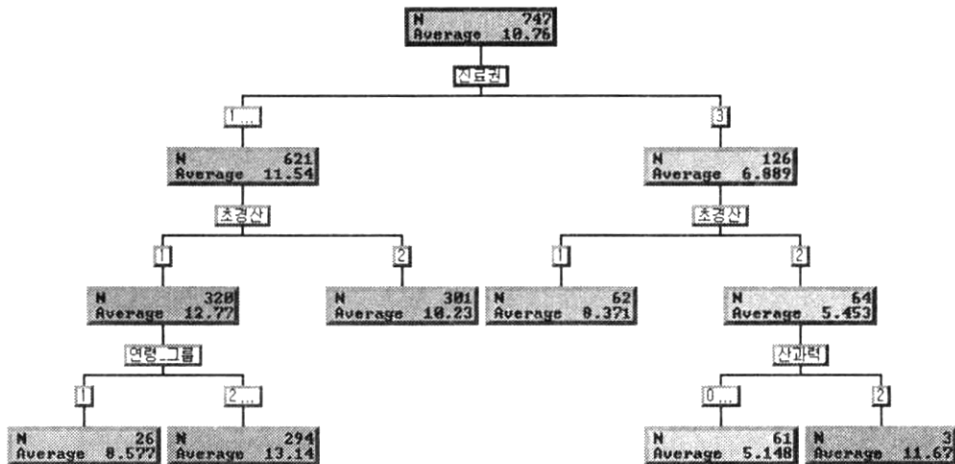 N 747
Average 10.76
진료권
1... 3
N 621
Average 11.54
N 126
Average 6.889
초경산 초경산
1 2 1 2
N 320
Average 12.77
N 301
Average 10.23
N 62
Average 8.371
N 64
Average 5.453
연령_그룹 산과력
1 2... 0... 2
N 26
Average 8.577
N 294
Average 13.14
N 61
Average 5.148
N 3
Average 11.67